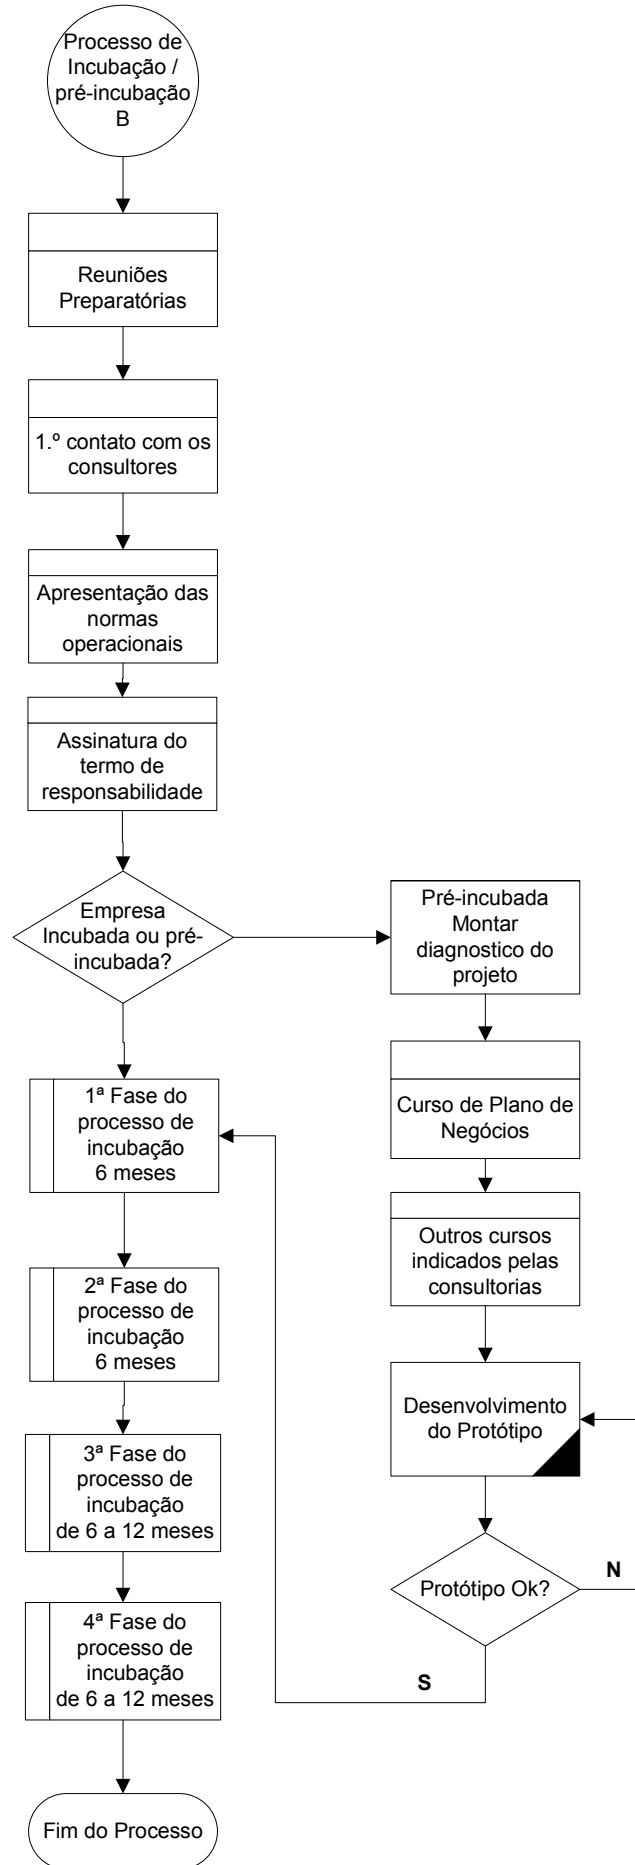 Processo de
Incubação /
pré-incubação
B
Reuniões
Preparatórias
1.º contato com os
consultores
Apresentação das
normas
operacionais
Assinatura do
termo de
responsabilidade
Empresa
Incubada ou pré-
incubada?
Pré-incubada
Montar
diagnostico do
projeto
Curso de Plano de
Negócios
Outros cursos
indicados pelas
consultorias
Desenvolvimento
do Protótipo
Protótipo Ok?
N
S
1ª Fase do
processo de
incubação
6 meses
2ª Fase do
processo de
incubação
6 meses
3ª Fase do
processo de
incubação
de 6 a 12 meses
4ª Fase do
processo de
incubação
de 6 a 12 meses
Fim do Processo